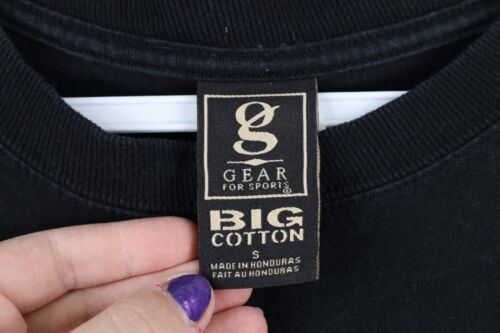 g
GEAR
FOR SPORTS®
BIG
COTTON
S
MADE IN HONDURAS
FAIT AU HONDURAS